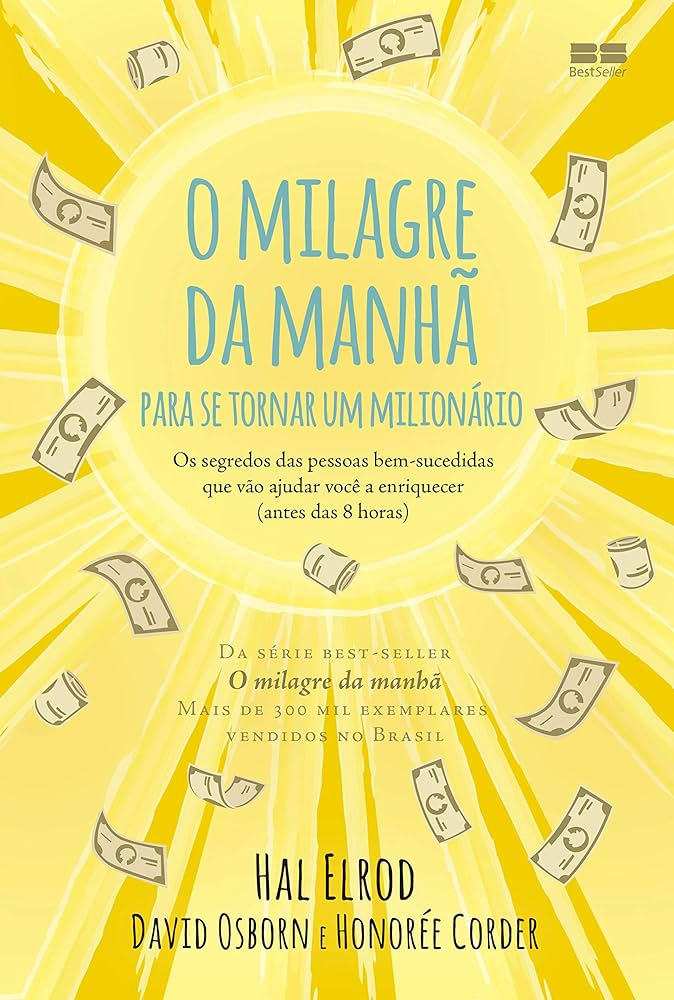 BS
BestSeller
O MILAGRE
DA MANHÃ
PARA SE TORNAR UM MILIONÁRIO
Os segredos das pessoas bem-sucedidas
que vão ajudar você a enriquecer
(antes das 8 horas)
DA SÉRIE BEST-SELLER
O milagre da manhã
MAIS DE 300 MIL EXEMPLARES
VENDIDOS NO BRASIL
HAL ELROD
DAVID OSBORN E HONORÉE CORDER